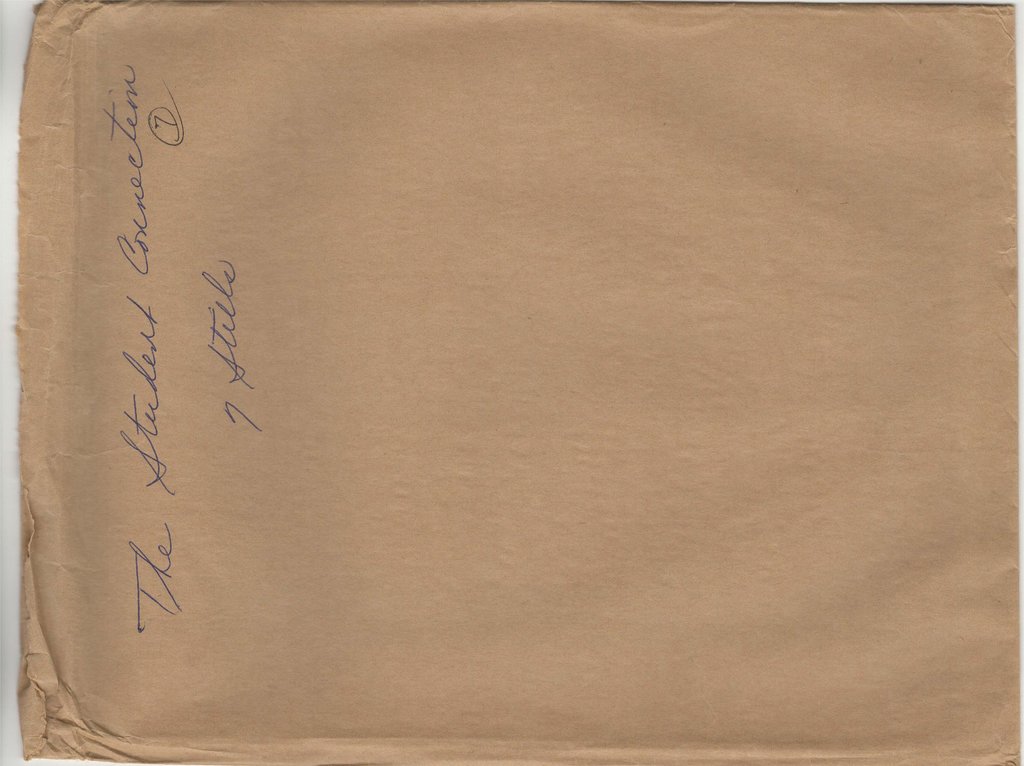 The Student Connection
7
7 Stills